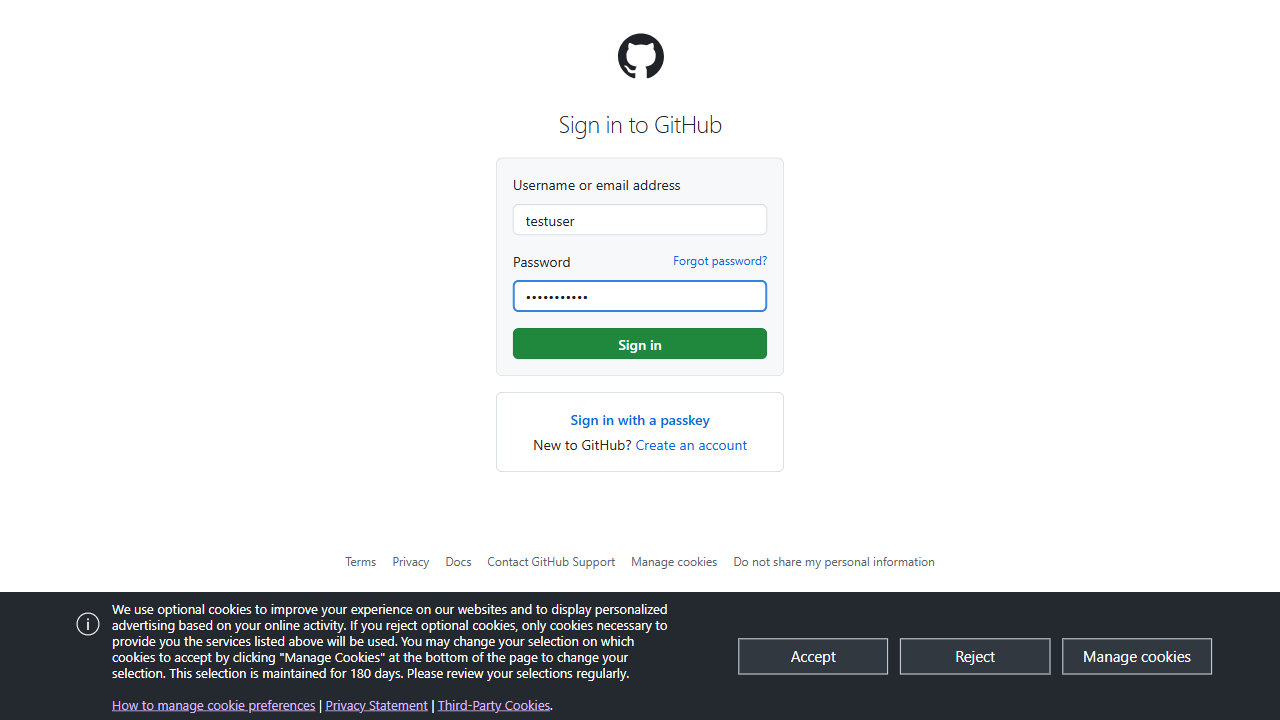 Sign in to GitHub
Username or email address
testuser
Password Forgot password?
•••••••••••
Sign in
Sign in with a passkey
New to GitHub? Create an account
Terms Privacy Docs Contact GitHub Support Manage cookies Do not share my personal information
We use optional cookies to improve your experience on our websites and to display personalized
advertising based on your online activity. If you reject optional cookies, only cookies necessary to
provide you the services listed above will be used. You may change your selection on which
cookies to accept by clicking "Manage Cookies" at the bottom of the page to change your
selection. This selection is maintained for 180 days. Please review your selections regularly.
How to manage cookie preferences | Privacy Statement | Third-Party Cookies.
Accept Reject Manage cookies